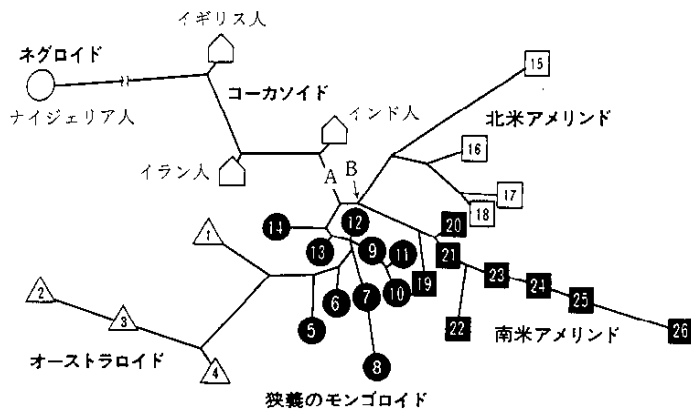 イギリス人
ネグロイド
ナイジェリア人
コーカソイド
インド人
イラン人
A
B
北米アメリンド
15
16
17
18
14
12
13
9
11
20
21
1
2
3
4
5
6
7
10
19
8
22
23
24
25
26
オーストラロイド
南米アメリンド
狭義のモンゴロイド